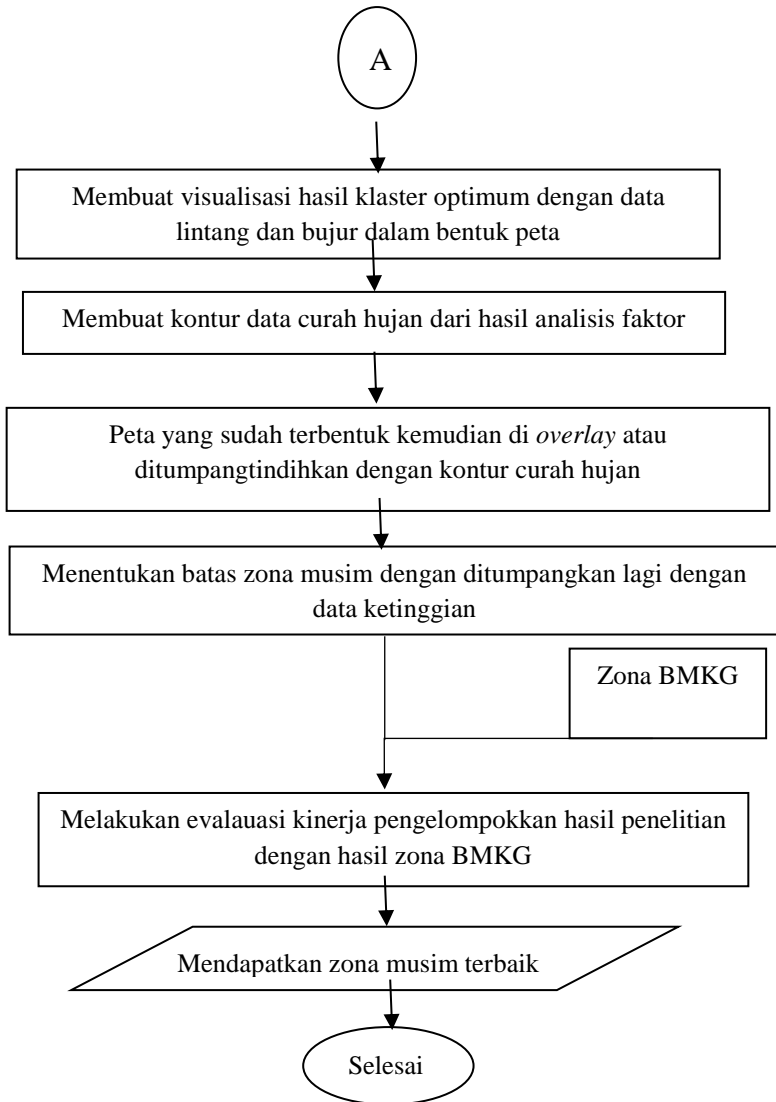 A
Membuat visualisasi hasil klaster optimum dengan data
lintang dan bujur dalam bentuk peta
Membuat kontur data curah hujan dari hasil analisis faktor
Peta yang sudah terbentuk kemudian di overlay atau
ditumpangtindihkan dengan kontur curah hujan
Menentukan batas zona musim dengan ditumpangkan lagi dengan
data ketinggian
Zona BMKG
Melakukan evalauasi kinerja pengelompokkan hasil penelitian
dengan hasil zona BMKG
Mendapatkan zona musim terbaik
Selesai